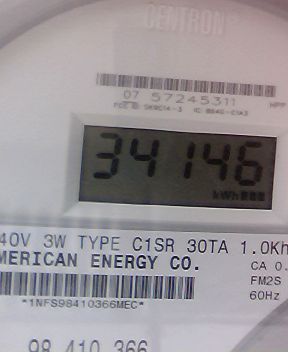 CENTRON
07 57245311
34146
kWh
40V 3W TYPE C1SR 30TA 1.0Kh
MERICAN ENERGY CO.
CA 0.
FM2S
*1NFS98410366MEC*
60Hz
98 410 366